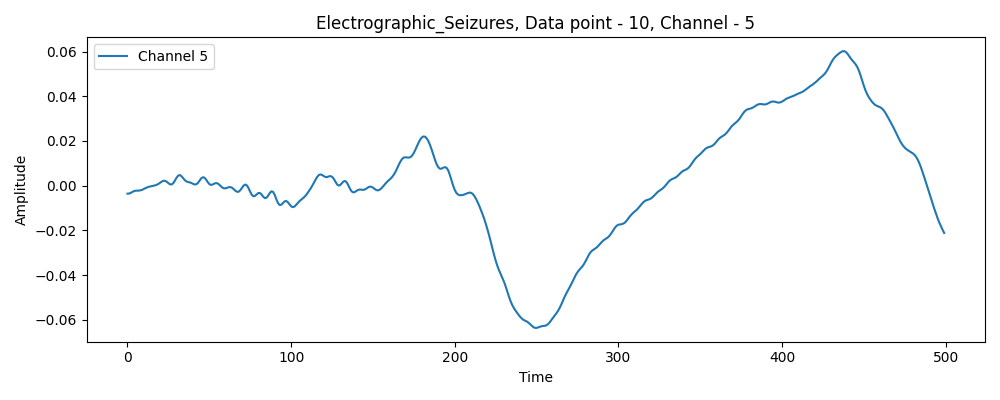 Electrographic_Seizures, Data point - 10, Channel - 5
Channel 5
0.06
0.04
0.02
0.00
−0.02
−0.04
−0.06
Amplitude
0 100 200 300 400 500
Time